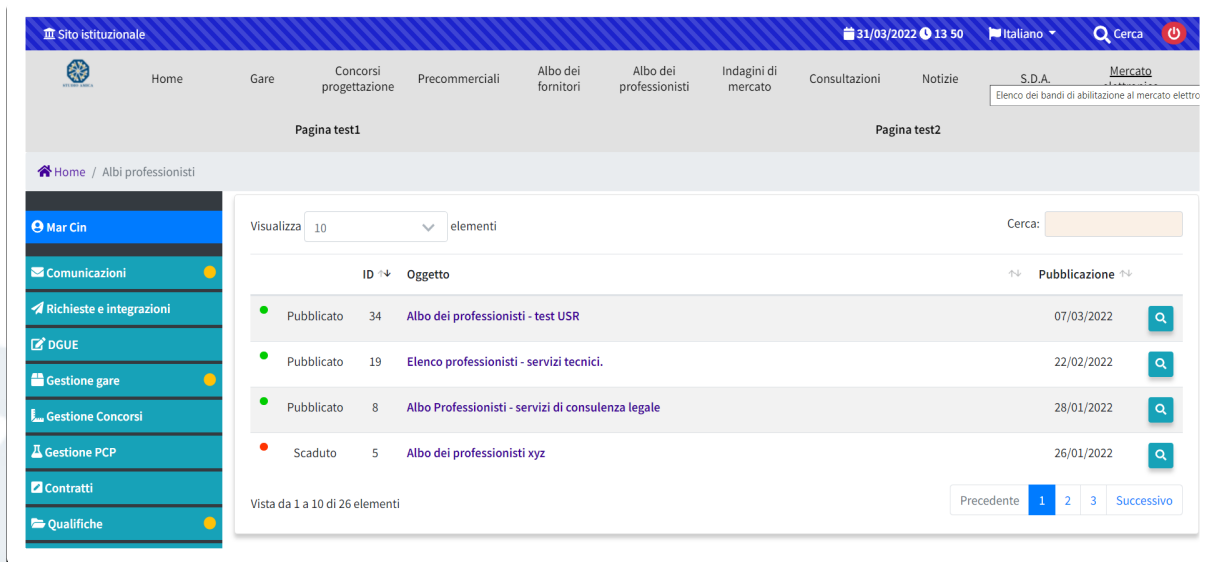 Sito istituzionale
31/03/2022 13 50
Italiano
Cerca
STUDIO AMICA
Home
Gare
Concorsi
progettazione
Precommerciali
Albo dei
fornitori
Albo dei
professionisti
Indagini di
mercato
Consultazioni
Notizie
S.D.A.
Mercato
Elenco dei bandi di abilitazione al mercato elettro
Pagina test1
Pagina test2
Home / Albi professionisti
Mar Cin
Comunicazioni
Richieste e integrazioni
DGUE
Gestione gare
Gestione Concorsi
Gestione PCP
Contratti
Qualifiche
Visualizza 10 elementi
Cerca:
ID Oggetto Pubblicazione
Pubblicato 34 Albo dei professionisti - test USR 07/03/2022
Pubblicato 19 Elenco professionisti - servizi tecnici. 22/02/2022
Pubblicato 8 Albo Professionisti - servizi di consulenza legale 28/01/2022
Scaduto 5 Albo dei professionisti xyz 26/01/2022
Vista da 1 a 10 di 26 elementi
Precedente 1 2 3 Successivo